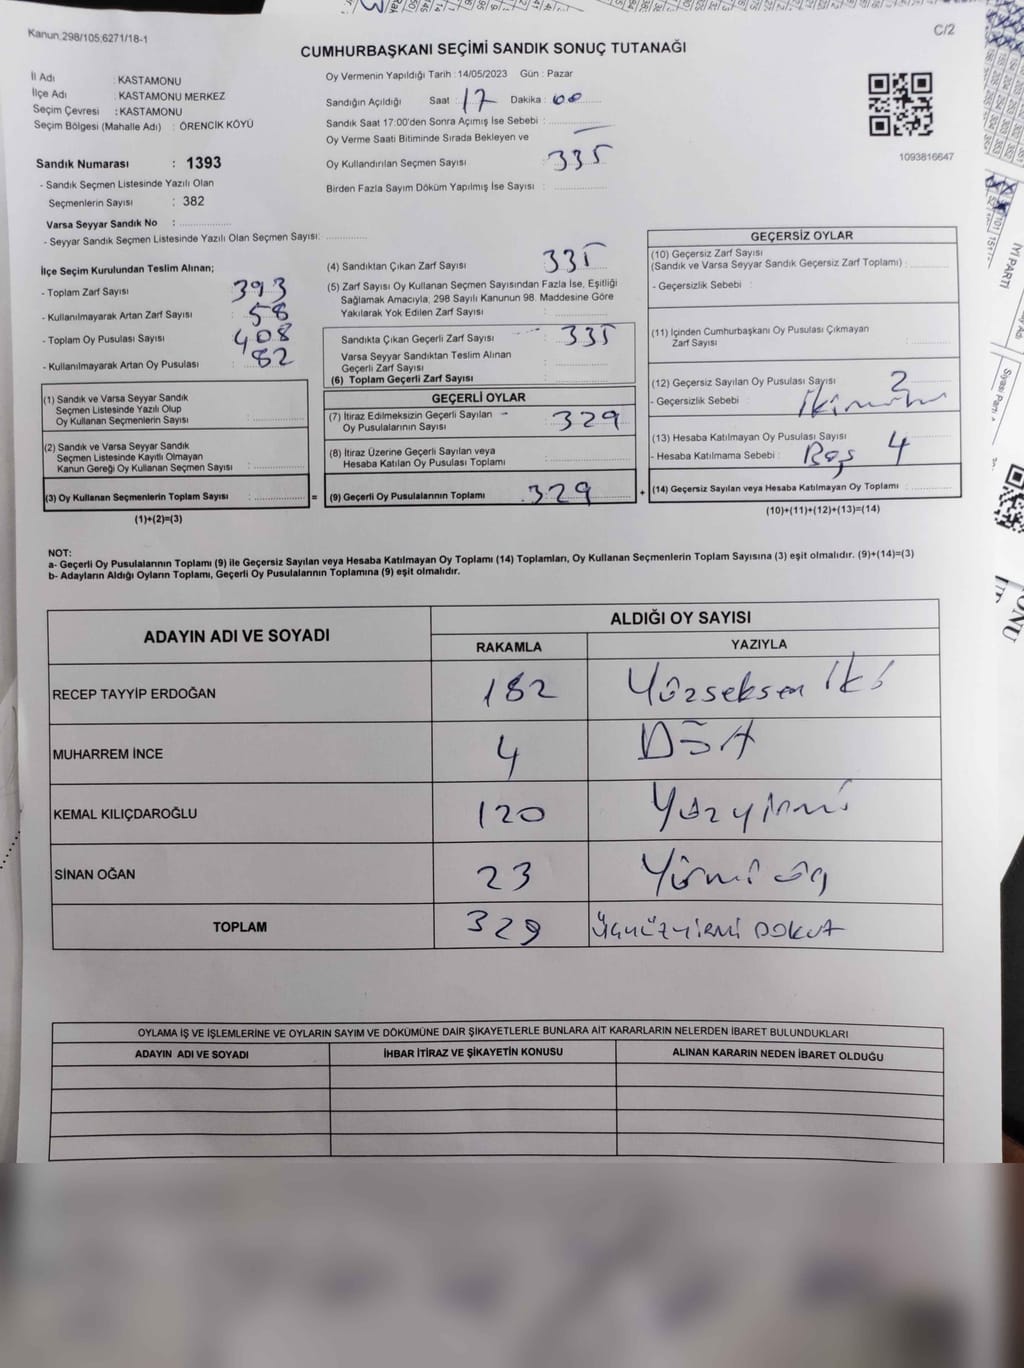 Kanun 298/105,6271/18-1
C/2
CUMHURBAŞKANI SEÇİMİ SANDIK SONUÇ TUTANAĞI
İl Adı : KASTAMONU
İlçe Adı : KASTAMONU MERKEZ
Seçim Çevresi : KASTAMONU
Seçim Bölgesi (Mahalle Adı) : ÖRENCİK KÖYÜ
Sandık Numarası : 1393
- Sandık Seçmen Listesinde Yazılı Olan
Seçmenlerin Sayısı : 382
Varsa Seyyar Sandık No :
- Seyyar Sandık Seçmen Listesinde Yazılı Olan Seçmen Sayısı:
Oy Vermenin Yapıldığı Tarih : 14/05/2023 Gün : Pazar
Sandığın Açıldığı Saat : 17 Dakika : 00
Sandık Saat 17:00'den Sonra Açımış İse Sebebi :
Oy Verme Saati Bitiminde Sırada Bekleyen ve
Oy Kullandırılan Seçmen Sayısı 335
Birden Fazla Sayım Döküm Yapılmış İse Sayısı :
1093816647
İlçe Seçim Kurulundan Teslim Alınan;
- Toplam Zarf Sayısı : 393
- Kullanılmayarak Artan Zarf Sayısı : 58
- Toplam Oy Pusulası Sayısı : 408
- Kullanılmayarak Artan Oy Pusulası : 82
(1) Sandık ve Varsa Seyyar Sandık
Seçmen Listesinde Yazılı Olup
Oy Kullanan Seçmenlerin Sayısı :
(2) Sandık ve Varsa Seyyar Sandık
Seçmen Listesinde Kayıtlı Olmayan
Kanun Gereği Oy Kullanan Seçmen Sayısı :
(3) Oy Kullanan Seçmenlerin Toplam Sayısı :
(1)+(2)=(3)
=
(4) Sandıktan Çıkan Zarf Sayısı : 335
(5) Zarf Sayısı Oy Kullanan Seçmen Sayısından Fazla İse, Eşitliği
Sağlamak Amacıyla, 298 Sayılı Kanunun 98. Maddesine Göre
Yakılarak Yok Edilen Zarf Sayısı :
Sandıkta Çıkan Geçerli Zarf Sayısı : 335
Varsa Seyyar Sandıktan Teslim Alınan
Geçerli Zarf Sayısı :
(6) Toplam Geçerli Zarf Sayısı :
GEÇERLİ OYLAR
(7) İtiraz Edilmeksizin Geçerli Sayılan
Oy Pusulalarının Sayısı : 329
(8) İtiraz Üzerine Geçerli Sayılan veya
Hesaba Katılan Oy Pusulası Toplamı :
(9) Geçerli Oy Pusulalarının Toplamı : 329
+
GEÇERSİZ OYLAR
(10) Geçersiz Zarf Sayısı
(Sandık ve Varsa Seyyar Sandık Geçersiz Zarf Toplamı) :
- Geçersizlik Sebebi :
(11) İçinden Cumhurbaşkanı Oy Pusulası Çıkmayan
Zarf Sayısı :
(12) Geçersiz Sayılan Oy Pusulası Sayısı : 2
- Geçersizlik Sebebi :
(13) Hesaba Katılmayan Oy Pusulası Sayısı : 4
- Hesaba Katılmama Sebebi : Boş
(14) Geçersiz Sayılan veya Hesaba Katılmayan Oy Toplamı :
(10)+(11)+(12)+(13)=(14)
NOT:
a- Geçerli Oy Pusulalarının Toplamı (9) ile Geçersiz Sayılan veya Hesaba Katılmayan Oy Toplamı (14) Toplamları, Oy Kullanan Seçmenlerin Toplam Sayısına (3) eşit olmalıdır. (9)+(14)=(3)
b- Adayların Aldığı Oyların Toplamı, Geçerli Oy Pusulalarının Toplamına (9) eşit olmalıdır.
ADAYIN ADI VE SOYADI
ALDIĞI OY SAYISI
RAKAMLA YAZIYLA
RECEP TAYYİP ERDOĞAN 182 Yüzseksen iki
MUHARREM İNCE 4 DÖRT
KEMAL KILIÇDAROĞLU 120 Yüzyirmi
SİNAN OĞAN 23 Yirmi üç
TOPLAM 329 Üçyüzyirmi DOKUZ
OYLAMA İŞ VE İŞLEMLERİNE VE OYLARIN SAYIM VE DÖKÜMÜNE DAİR ŞİKAYETLERLE BUNLARA AİT KARARLARIN NELERDEN İBARET BULUNDUKLARI
ADAYIN ADI VE SOYADI İHBAR İTİRAZ VE ŞİKAYETİN KONUSU ALINAN KARARIN NEDEN İBARET OLDUĞU
İYİ PARTİ